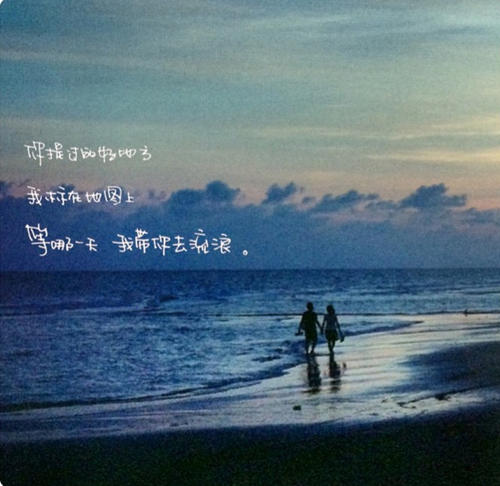 你提过的好地方
我标在地图上
等哪一天 我带你去流浪。